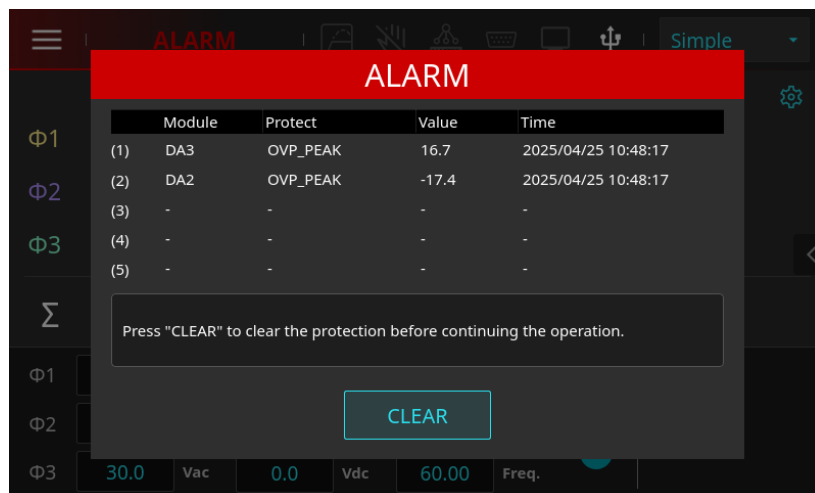 ALARM
Simple
ALARM
Module Protect Value Time
Φ1
(1) DA3 OVP_PEAK 16.7 2025/04/25 10:48:17
(2) DA2 OVP_PEAK -17.4 2025/04/25 10:48:17
Φ2
(3) - - - -
(4) - - - -
Φ3
(5) - - - -
Σ
Press "CLEAR" to clear the protection before continuing the operation.
Φ1
CLEAR
Φ2
Φ3 30.0 Vac 0.0 Vdc 60.00 Freq.